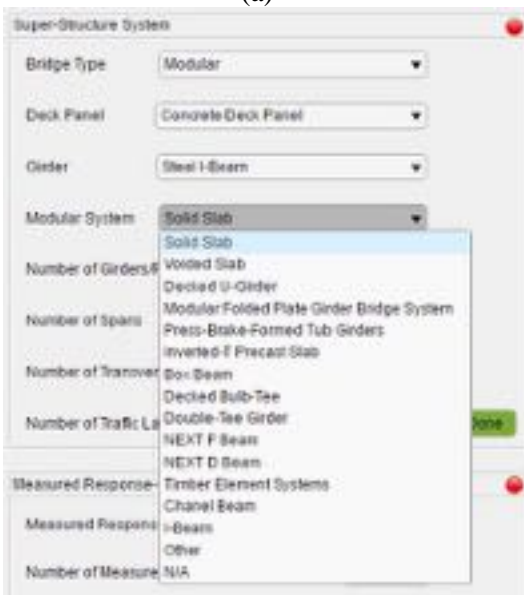 (a)
Super-Structure System
Bridge Type Modular
Deck Panel Concrete Deck Panel
Girder Steel I-Beam
Modular System Solid Slab
Solid Slab
Number of Girders/ Voided Slab
Decked U-Girder
Modular Folded Plate Girder Bridge System
Number of Spans Press-Brake-Formed Tub Girders
Inverted-T Precast Slab
Number of Transver Box Beam
Decked Bulb-Tee
Number of Traffic La Double-Tee Girder Done
NEXT F Beam
NEXT D Beam
Measured Response- Timber Element Systems
Chanel Beam
Measured Respons I-Beam
Other
Number of Measure N/A